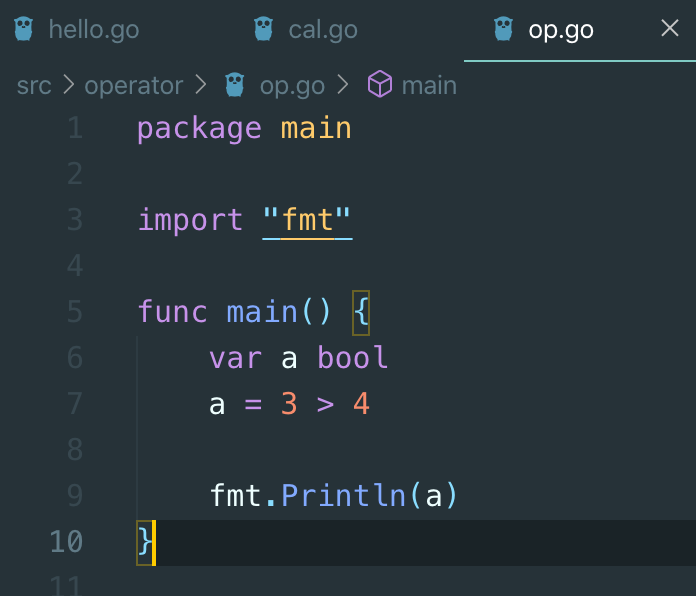 hello.go cal.go op.go
src > operator > op.go > main
1 package main
2
3 import "fmt"
4
5 func main() {
6     var a bool
7     a = 3 > 4
8
9     fmt.Println(a)
10 }
11